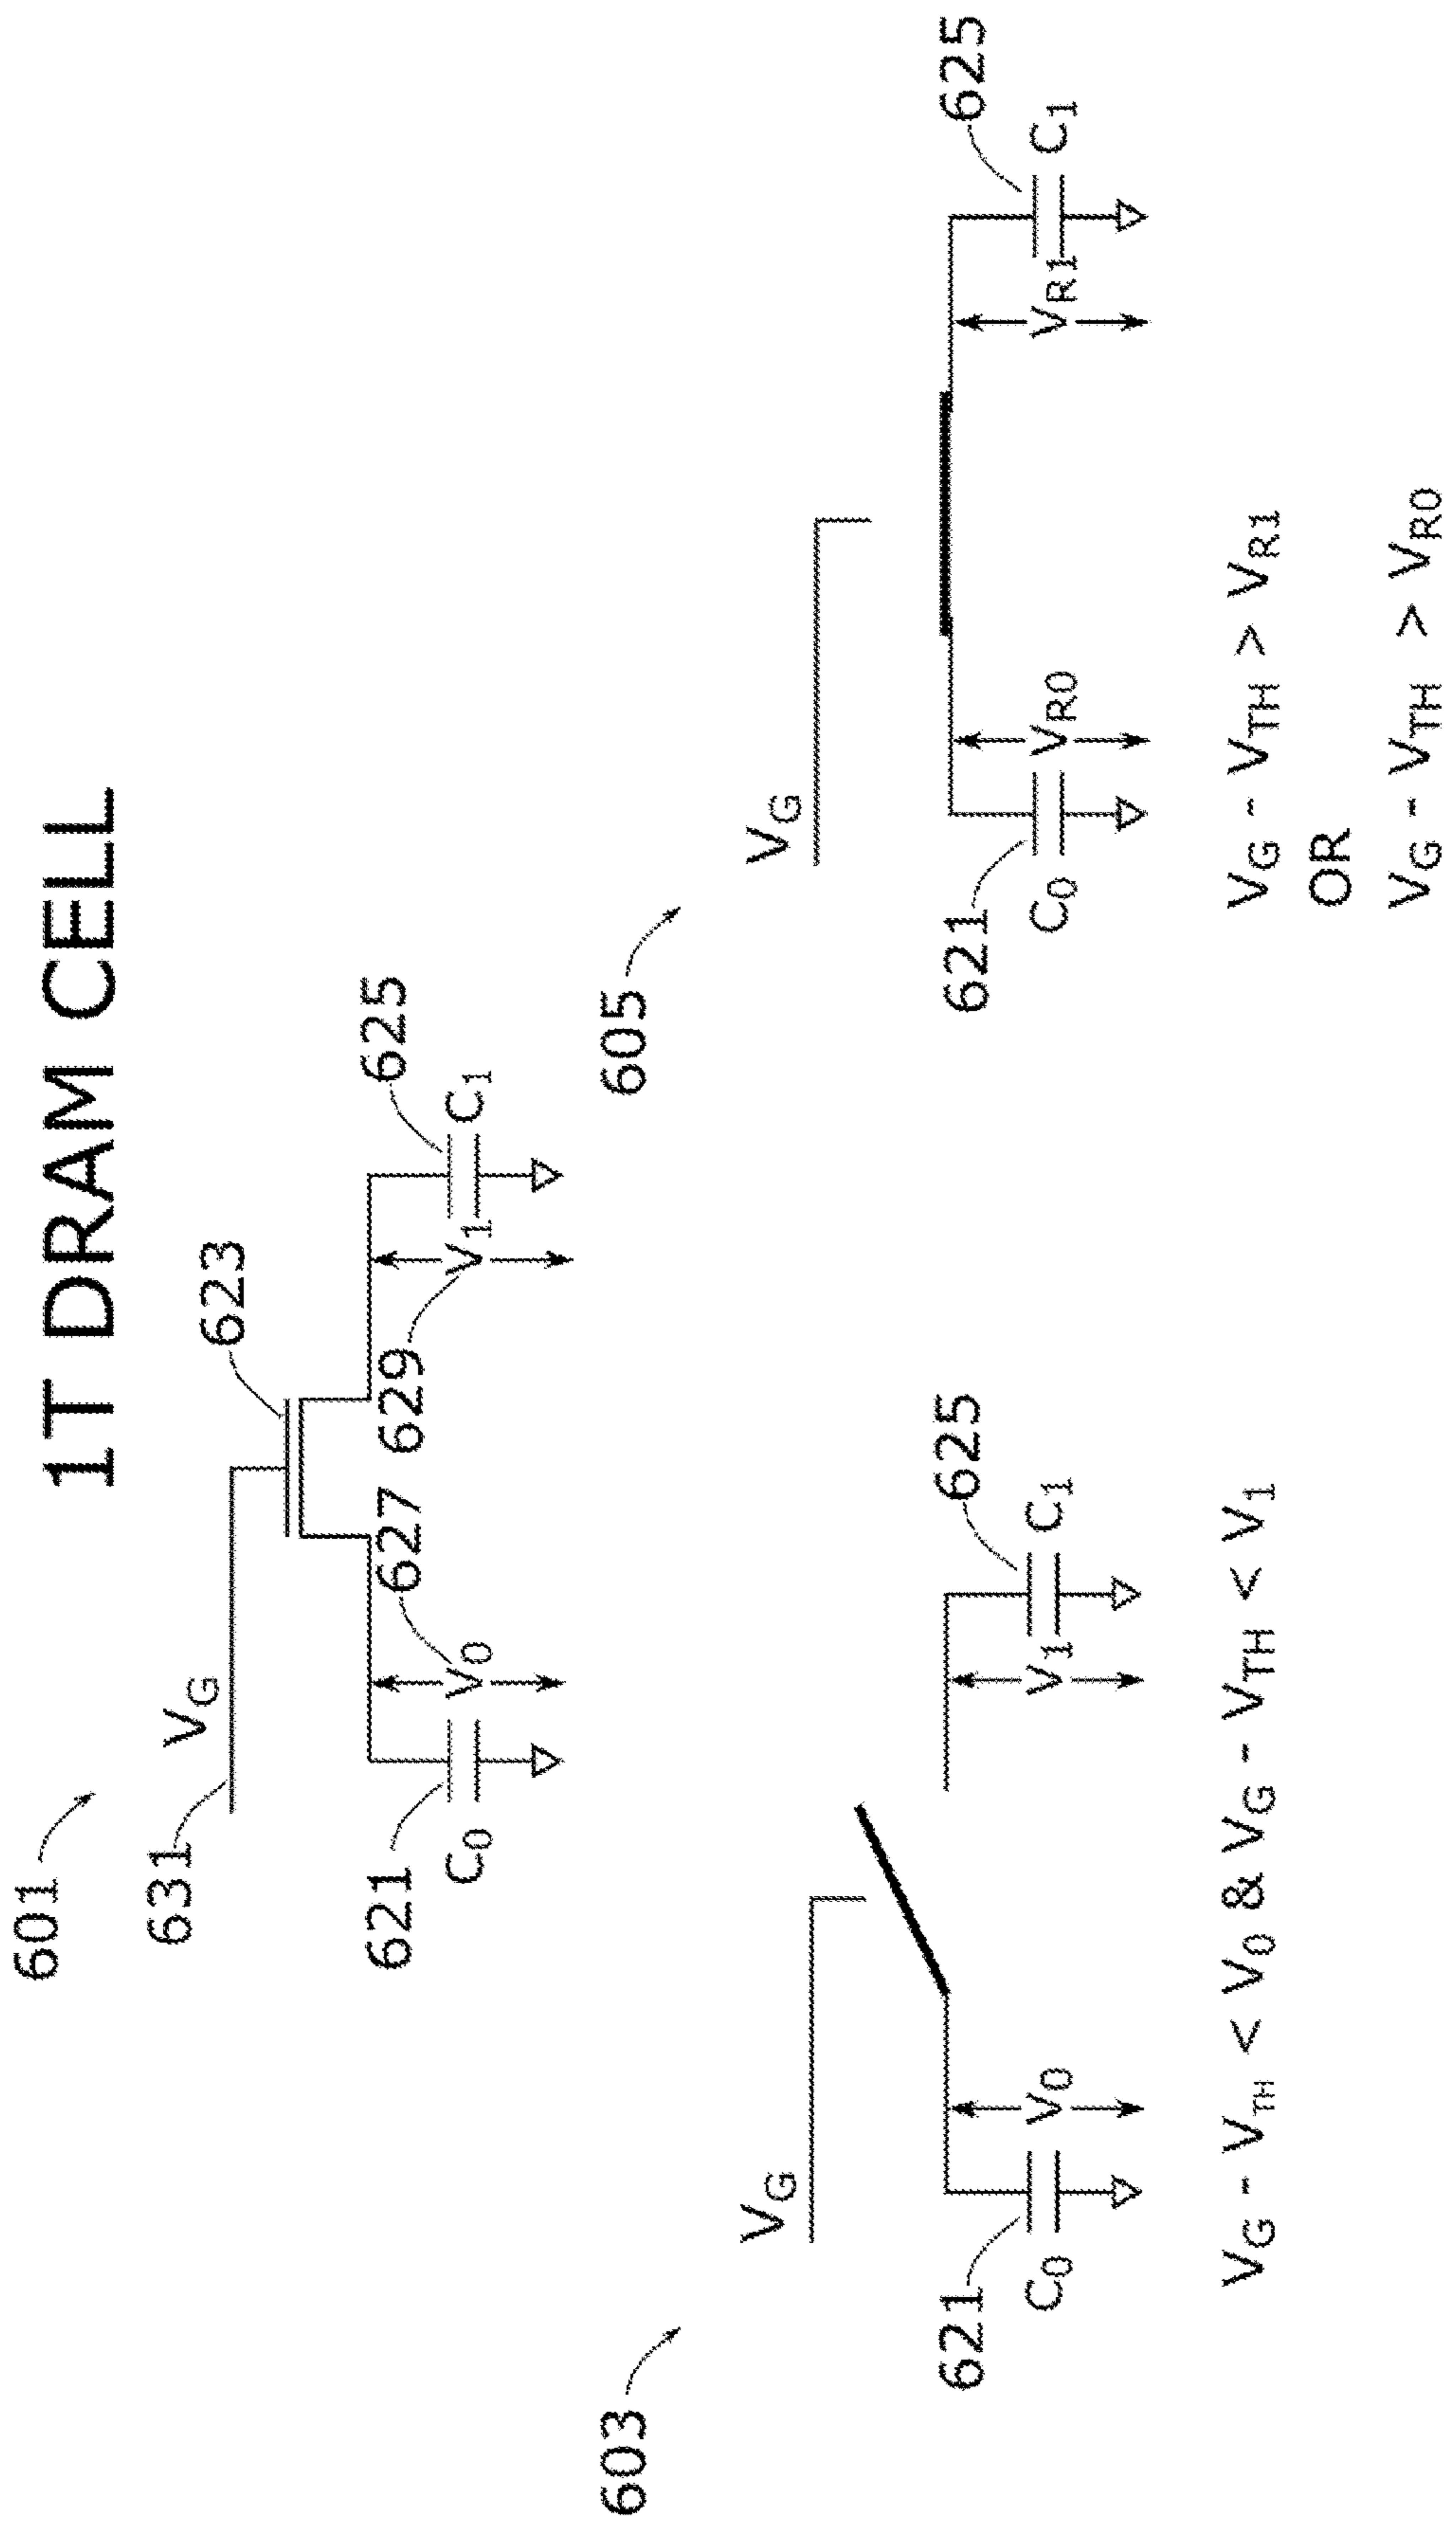 1T DRAM CELL
601
631
V_G
623
627
629
621
C_0
V_0
V_1
C_1
625
603
V_G
621
C_0
V_0
V_1
C_1
625
V_G - V_TH < V_0 & V_G - V_TH < V_1
605
V_G
621
C_0
V_R0
V_R1
C_1
625
V_G - V_TH > V_R1
OR
V_G - V_TH > V_R0